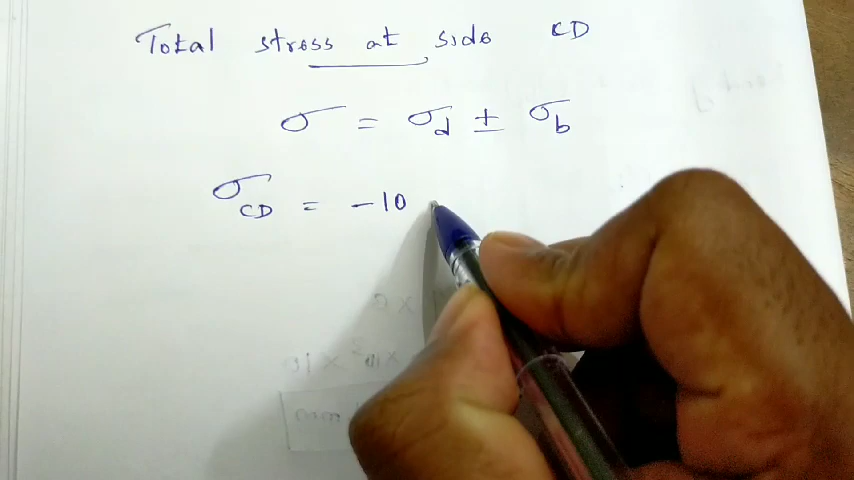 Total stress at side CD
σ = σd ± σb
σCD = -10